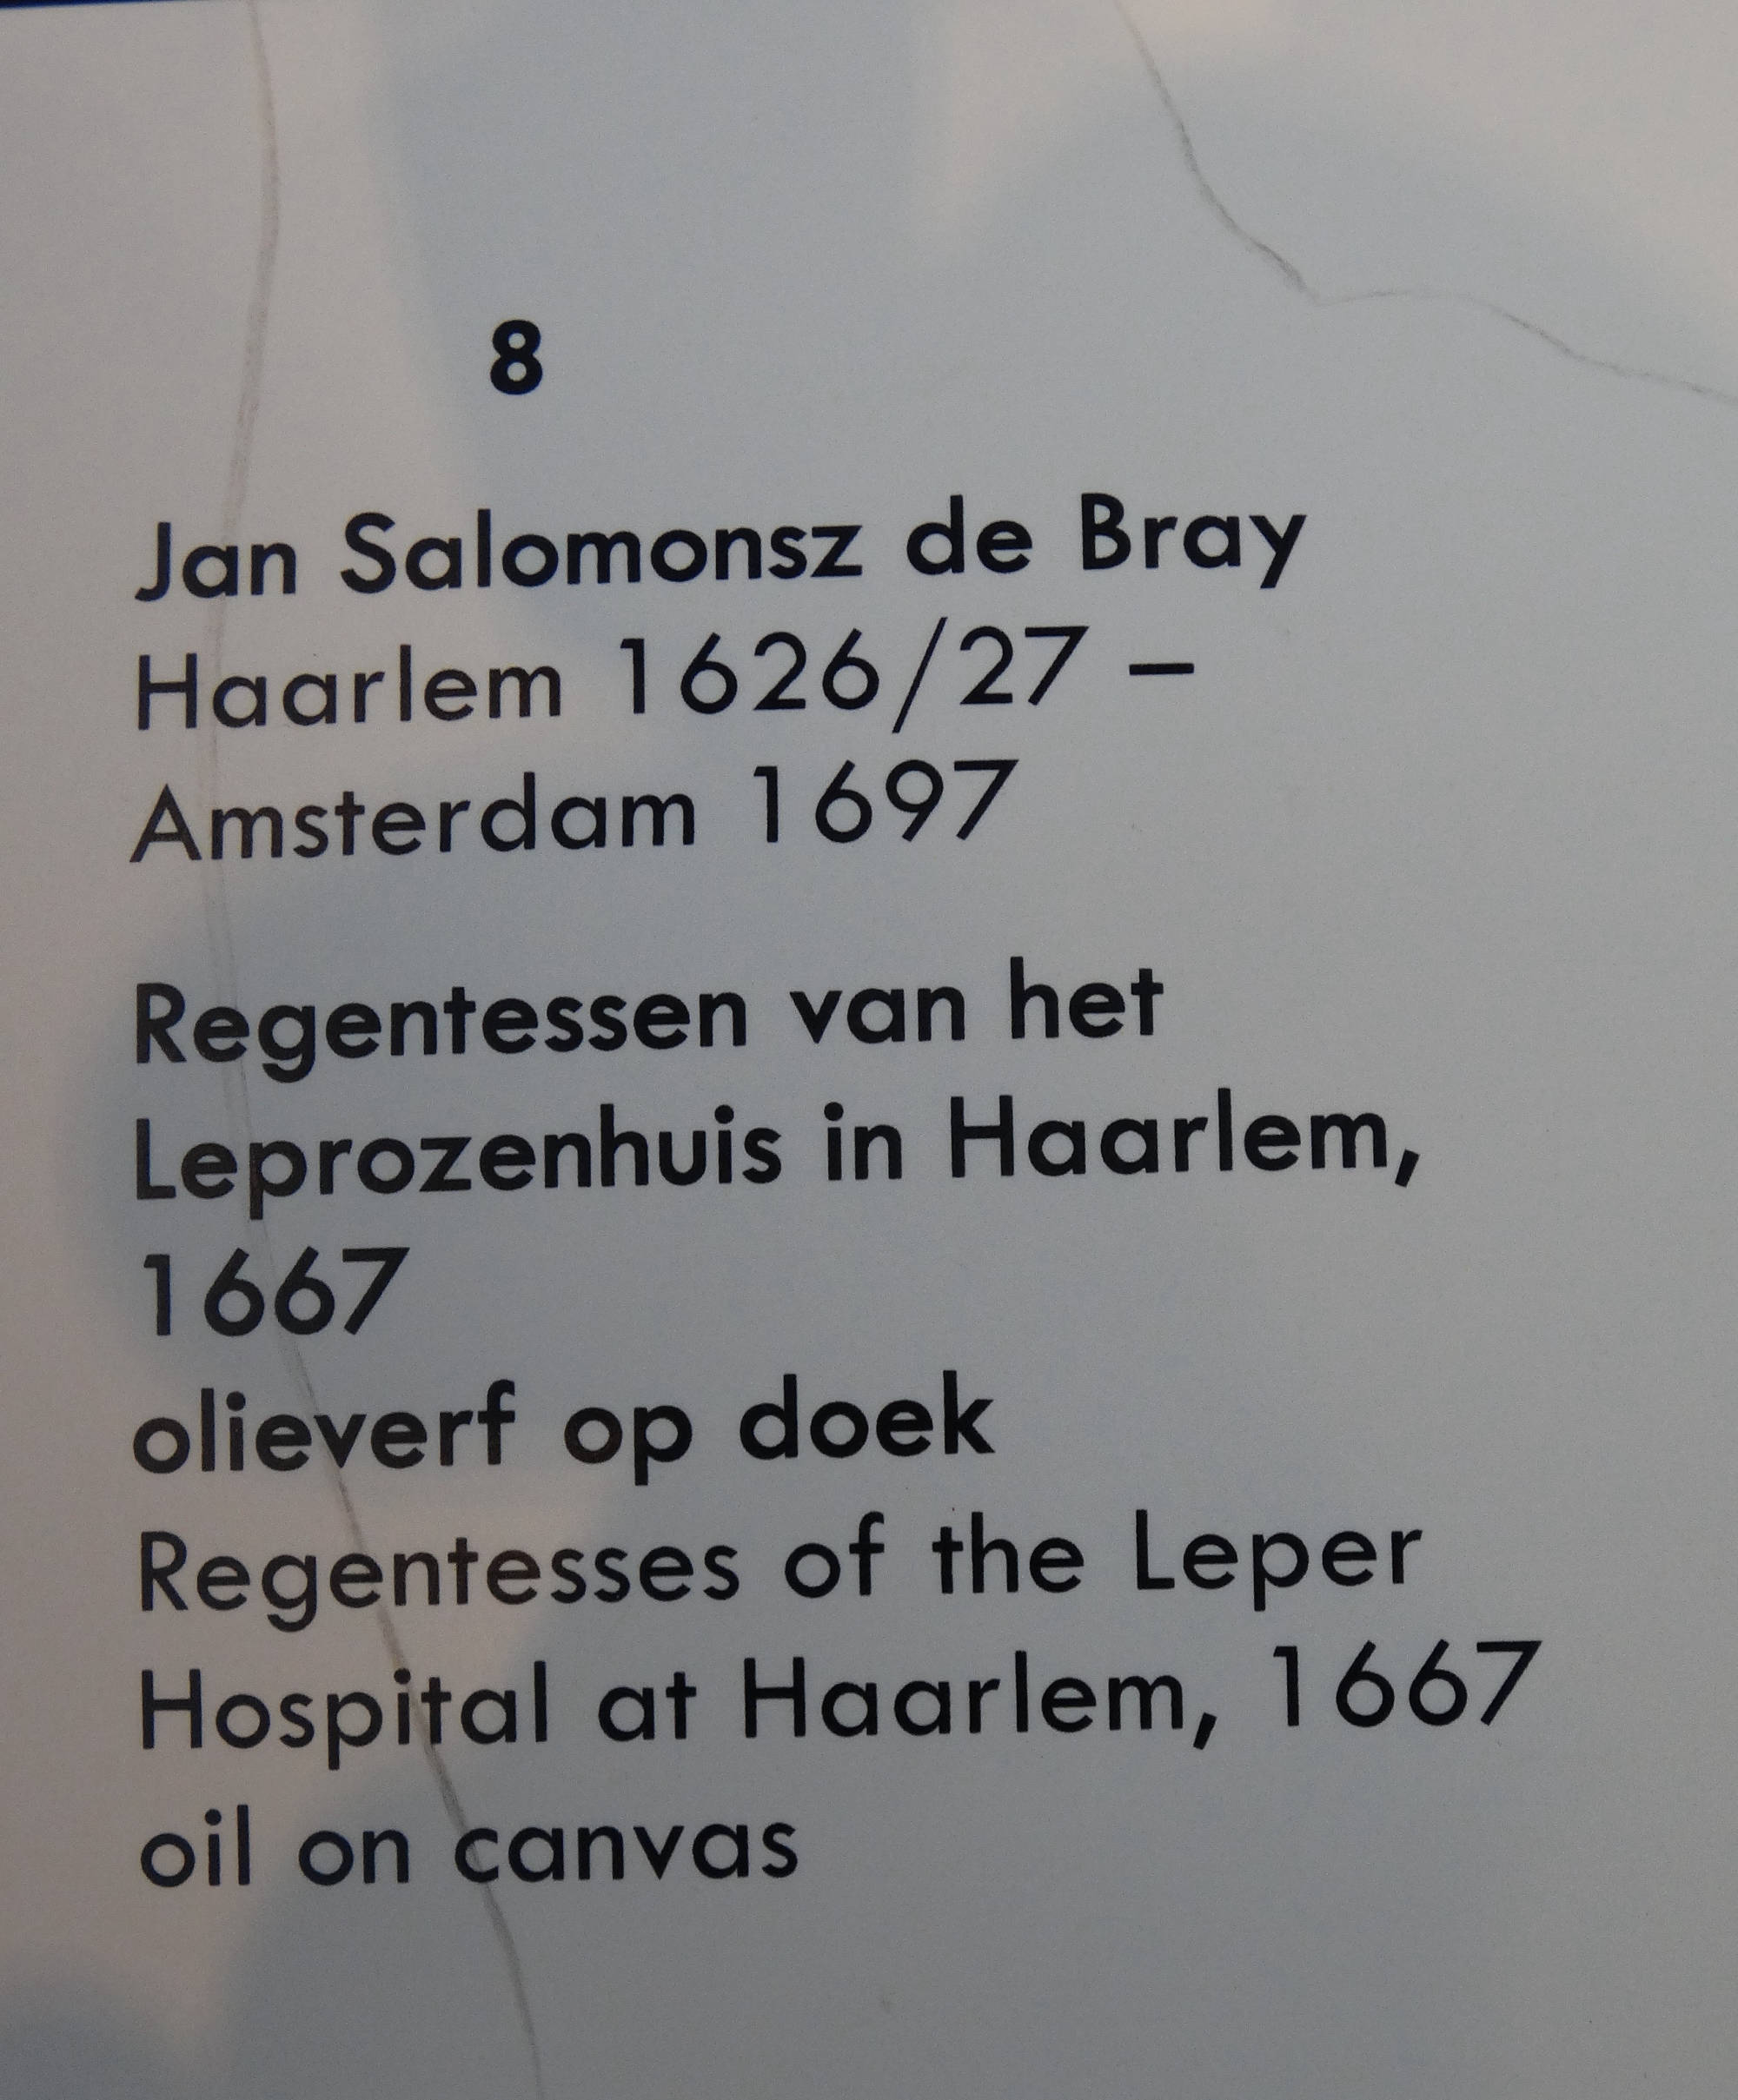 8
Jan Salomonsz de Bray
Haarlem 1626/27 –
Amsterdam 1697
Regentessen van het
Leprozenhuis in Haarlem,
1667
olieverf op doek
Regentesses of the Leper
Hospital at Haarlem, 1667
oil on canvas